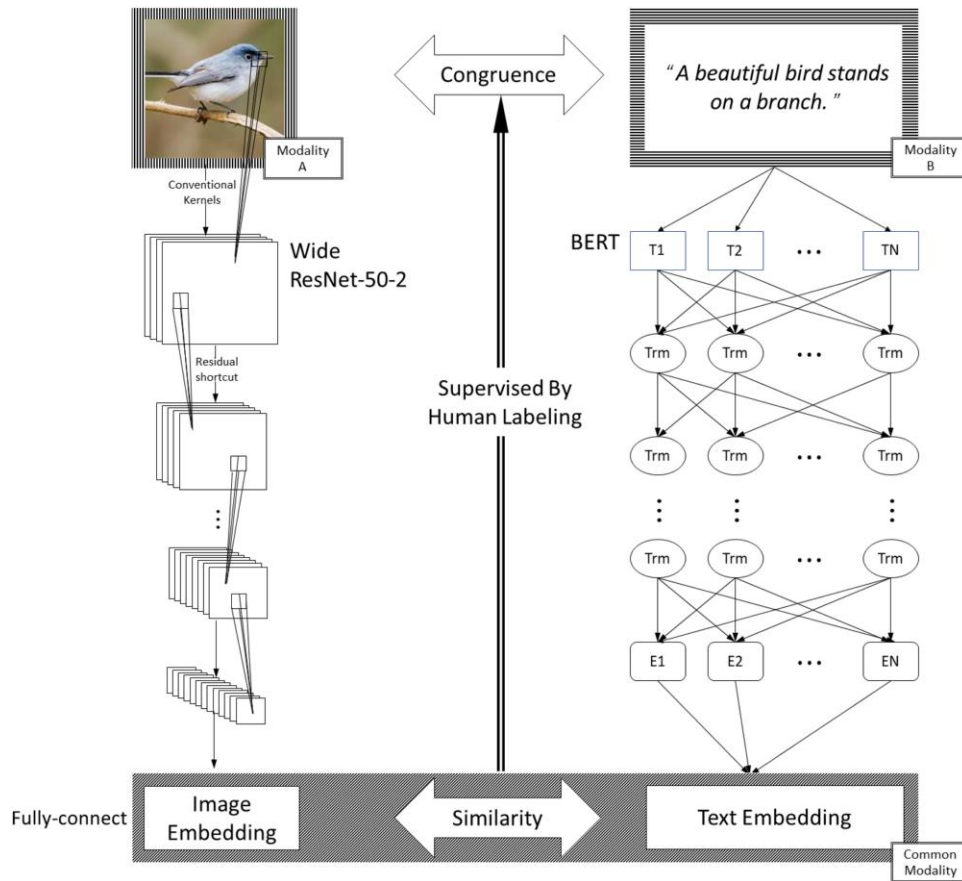 Congruence
“ A beautiful bird stands
on a branch. ”
Modality
A
Modality
B
Conventional
Kernels
Wide
ResNet-50-2
BERT
T1 T2 ••• TN
Trm Trm ••• Trm
Residual
shortcut
Supervised By
Human Labeling
Trm Trm ••• Trm
Trm Trm ••• Trm
E1 E2 ••• EN
Fully-connect
Image
Embedding
Similarity
Text Embedding
Common
Modality